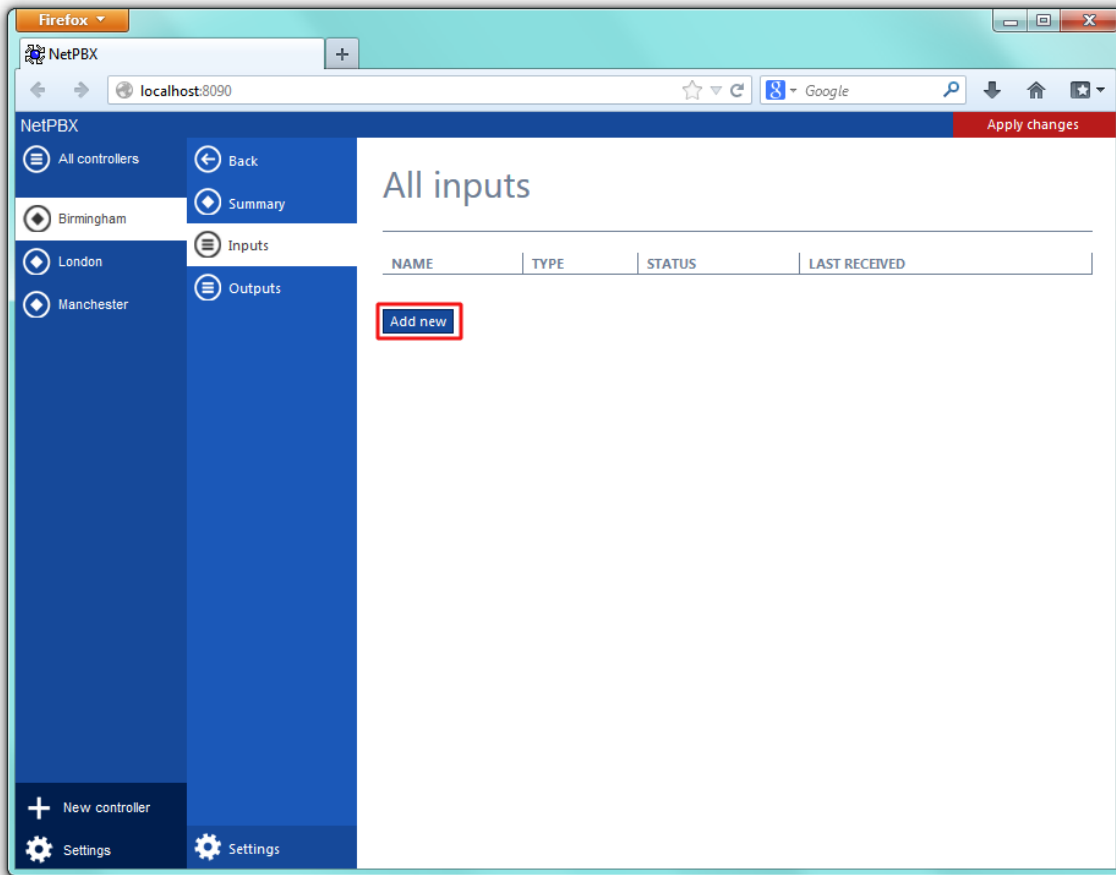 Firefox
NetPBX
localhost:8090
Google
NetPBX
Apply changes
All controllers
Birmingham
London
Manchester
New controller
Settings
Back
Summary
Inputs
Outputs
Settings
All inputs
NAME TYPE STATUS LAST RECEIVED
Add new